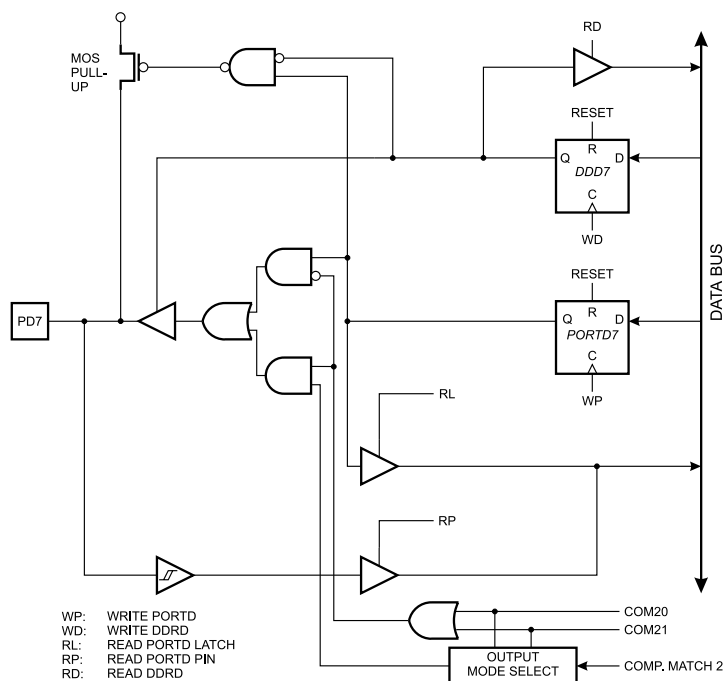 RD
MOS
PULL-
UP
RESET
R
Q
D
DDD7
C
WD
RESET
R
Q
D
PORTD7
C
WP
PD7
DATA BUS
RL
RP
WP: WRITE PORTD
WD: WRITE DDRD
RL: READ PORTD LATCH
RP: READ PORTD PIN
RD: READ DDRD
COM20
COM21
OUTPUT
MODE SELECT
COMP. MATCH 2